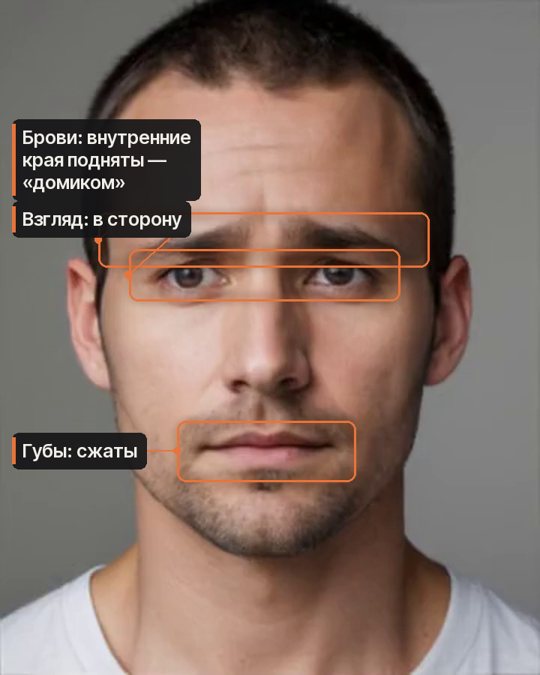 Брови: внутренние
края подняты —
«домиком»
Взгляд: в сторону
Губы: сжаты